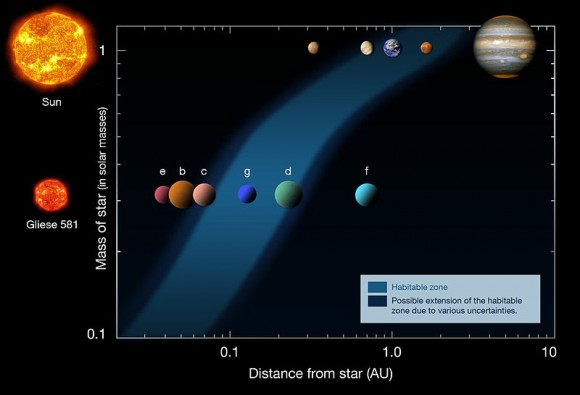 1
Sun
e b c g d f
Gliese 581
Mass of star (in solar masses)
Habitable zone
Possible extension of the habitable
zone due to various uncertainties.
0.1
0.1 1.0 10
Distance from star (AU)